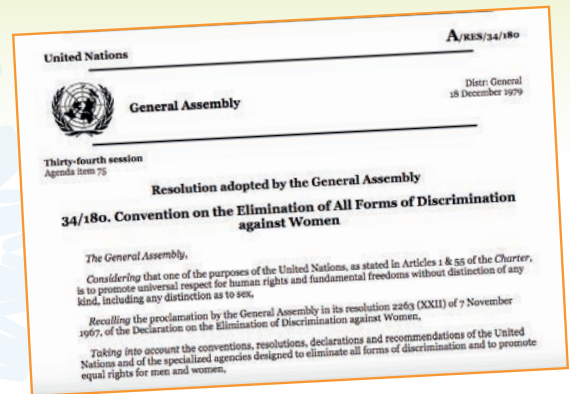 A/RES/34/180
United Nations
Distr: General
18 December 1979
General Assembly
Thirty-fourth session
Agenda item 75
Resolution adopted by the General Assembly
34/180. Convention on the Elimination of All Forms of Discrimination
against Women
The General Assembly,
Considering that one of the purposes of the United Nations, as stated in Articles 1 & 55 of the Charter,
is to promote universal respect for human rights and fundamental freedoms without distinction of any
kind, including any distinction as to sex,
Recalling the proclamation by the General Assembly in its resolution 2263 (XXII) of 7 November
1967, of the Declaration on the Elimination of Discrimination against Women,
Taking into account the conventions, resolutions, declarations and recommendations of the United
Nations and of the specialized agencies designed to eliminate all forms of discrimination and to promote
equal rights for men and women,